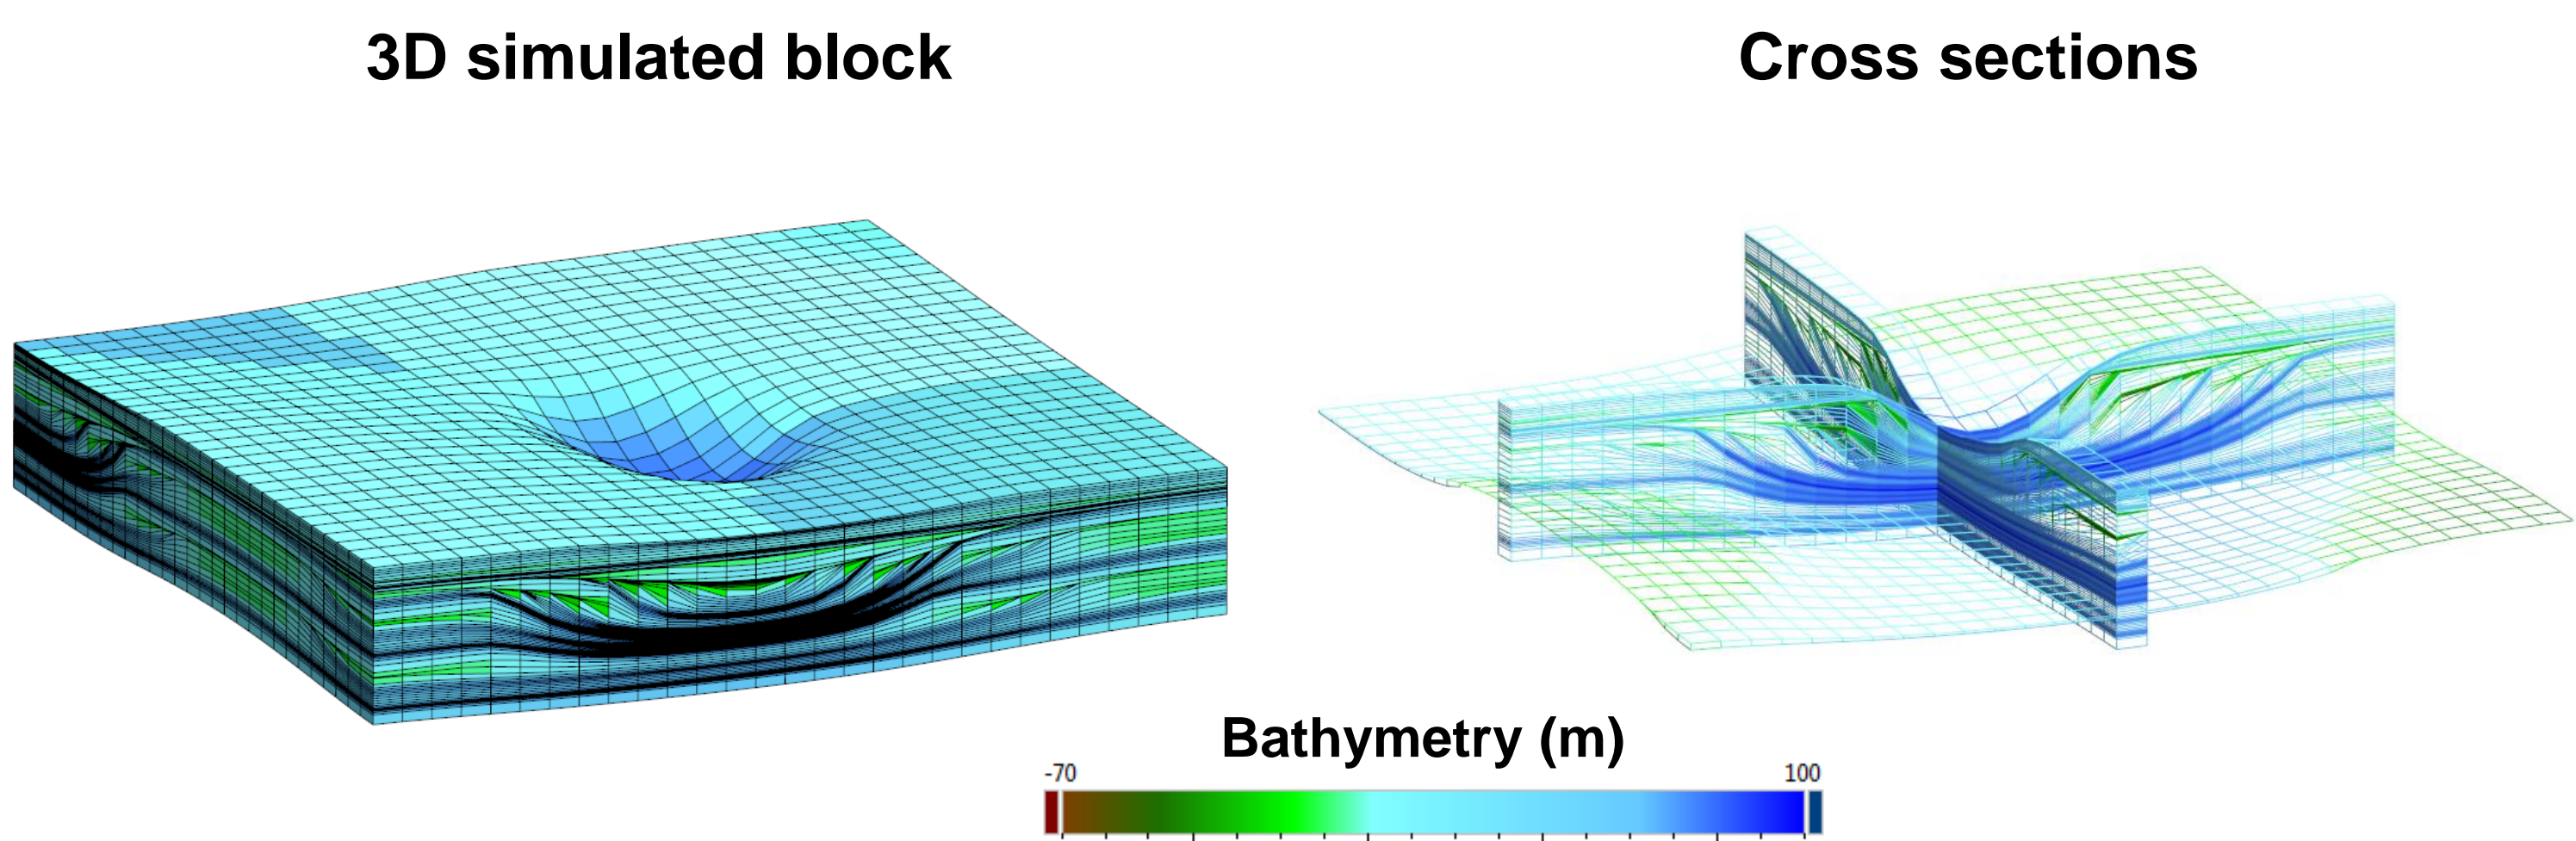 3D simulated block
Cross sections
Bathymetry (m)
-70
100